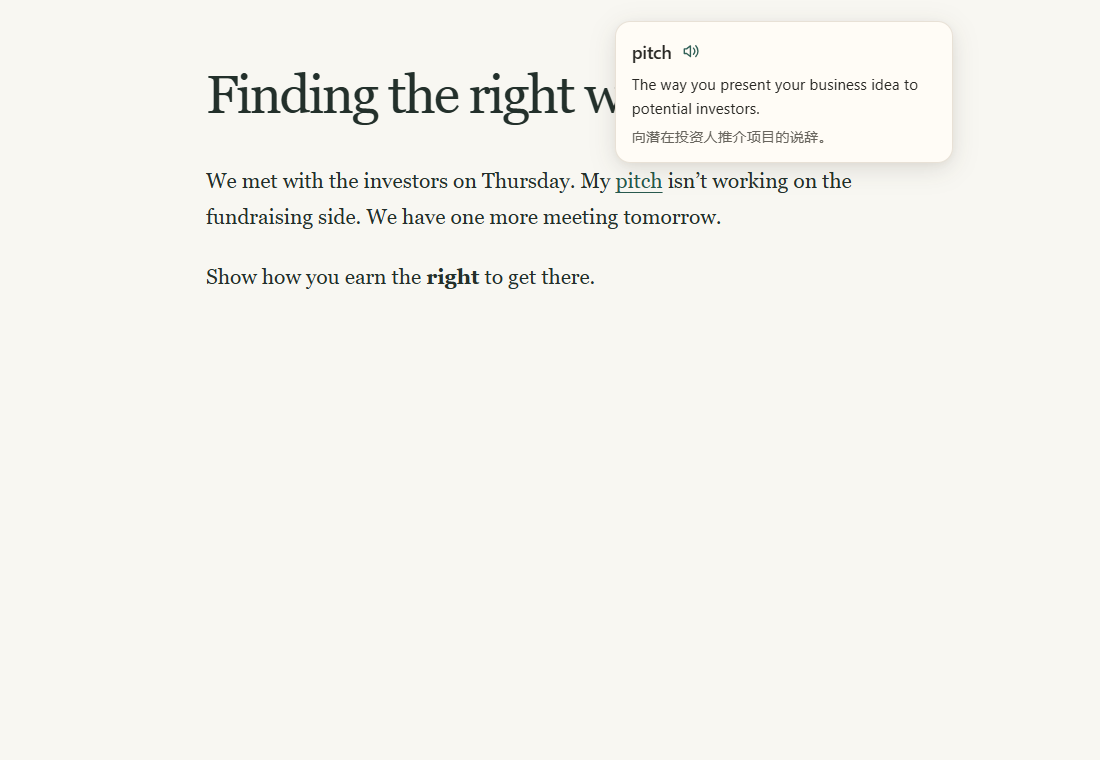 Finding the right
pitch
The way you present your business idea to
potential investors.
向潜在投资人推介项目的说辞。
We met with the investors on Thursday. My pitch isn’t working on the
fundraising side. We have one more meeting tomorrow.
Show how you earn the right to get there.